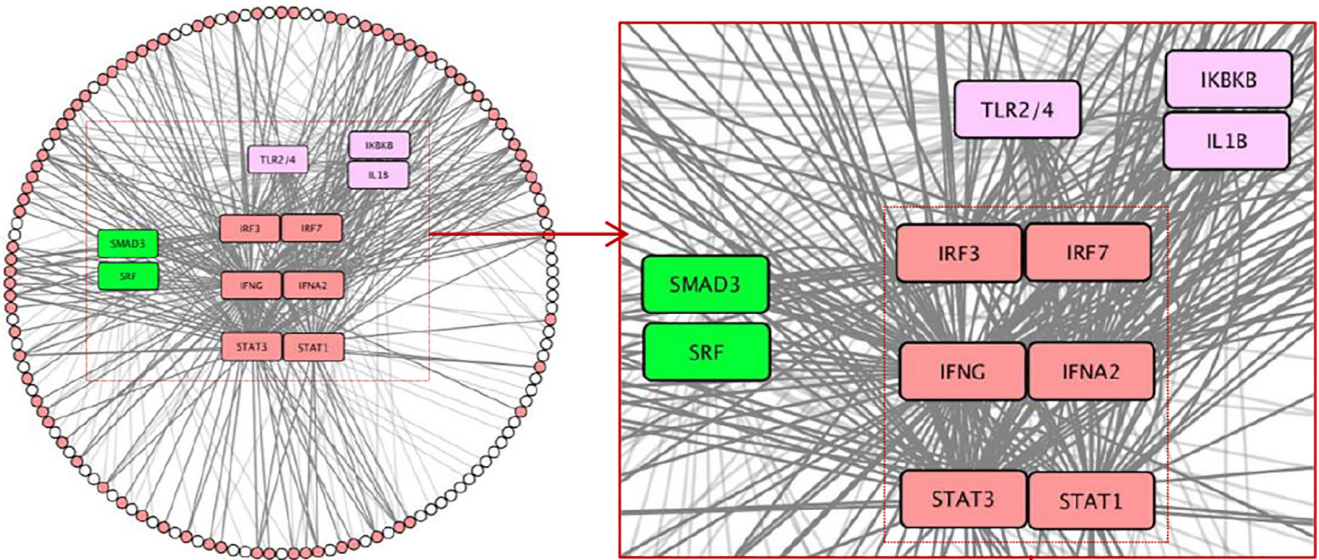 TLR2/4
IKBKB
IL1B
SMAD3
SRF
IRF3 IRF7
IFNG IFNA2
STAT3 STAT1
IKBKB
TLR2/4
IL1B
IRF3 IRF7
SMAD3
SRF
IFNG IFNA2
STAT3 STAT1